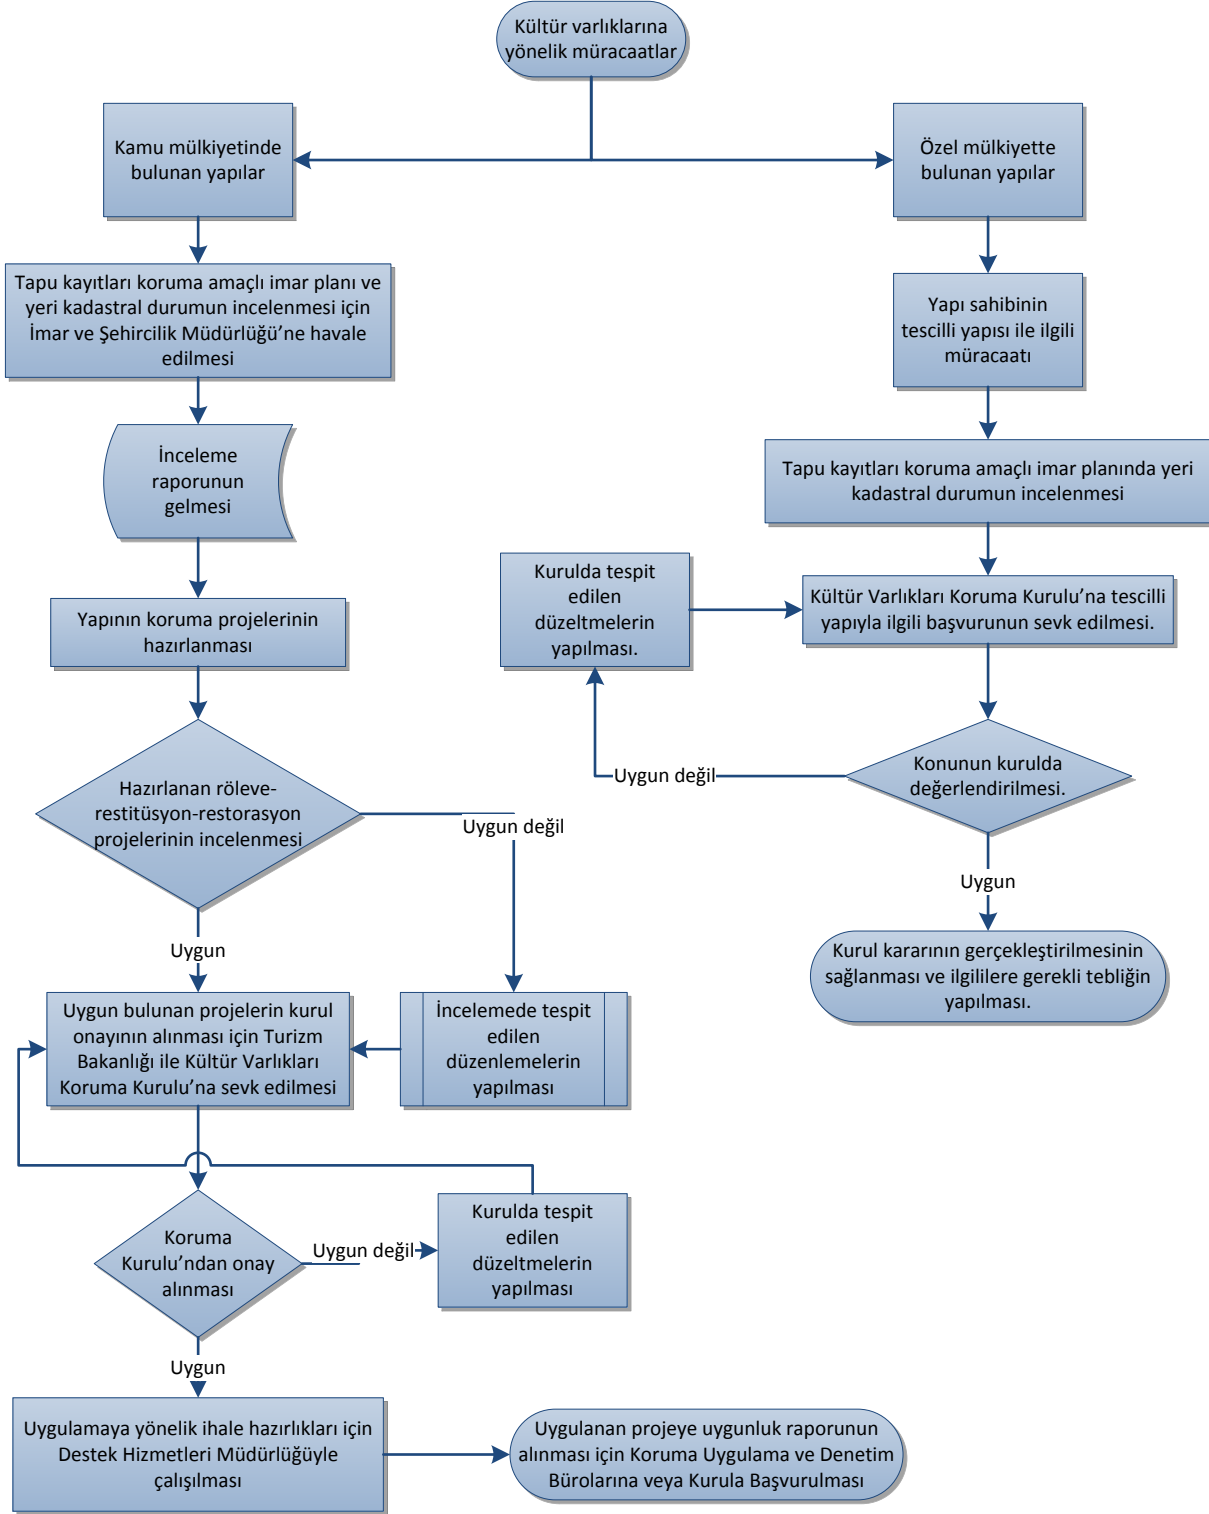 Kültür varlıklarına
yönelik müracaatlar
Kamu mülkiyetinde
bulunan yapılar
Özel mülkiyette
bulunan yapılar
Tapu kayıtları koruma amaçlı imar planı ve
yeri kadastral durumun incelenmesi için
İmar ve Şehircilik Müdürlüğü’ne havale
edilmesi
Yapı sahibinin
tescilli yapısı ile ilgili
müracaatı
İnceleme
raporunun
gelmesi
Tapu kayıtları koruma amaçlı imar planında yeri
kadastral durumun incelenmesi
Yapının koruma projelerinin
hazırlanması
Kurulda tespit
edilen
düzeltmelerin
yapılması.
Kültür Varlıkları Koruma Kurulu’na tescilli
yapıyla ilgili başvurunun sevk edilmesi.
Hazırlanan röleve-
restitüsyon-restorasyon
projelerinin incelenmesi
Uygun değil
Uygun değil
Konunun kurulda
değerlendirilmesi.
Uygun
Uygun
Kurul kararının gerçekleştirilmesinin
sağlanması ve ilgililere gerekli tebliğin
yapılması.
Uygun bulunan projelerin kurul
onayının alınması için Turizm
Bakanlığı ile Kültür Varlıkları
Koruma Kurulu’na sevk edilmesi
İncelemede tespit
edilen
düzenlemelerin
yapılması
Koruma
Kurulu’ndan onay
alınması
Uygun değil
Kurulda tespit
edilen
düzeltmelerin
yapılması
Uygun
Uygulamaya yönelik ihale hazırlıkları için
Destek Hizmetleri Müdürlüğüyle
çalışılması
Uygulanan projeye uygunluk raporunun
alınması için Koruma Uygulama ve Denetim
Bürolarına veya Kurula Başvurulması